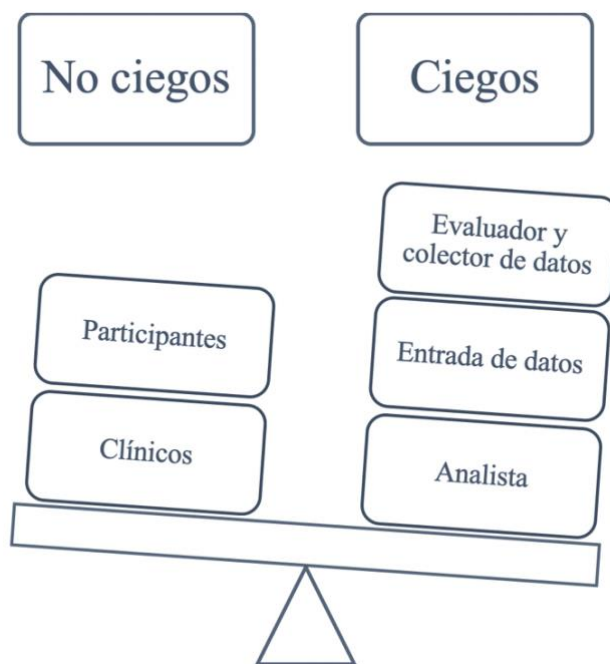 No ciegos
Ciegos
Participantes
Clínicos
Evaluador y
colector de datos
Entrada de datos
Analista